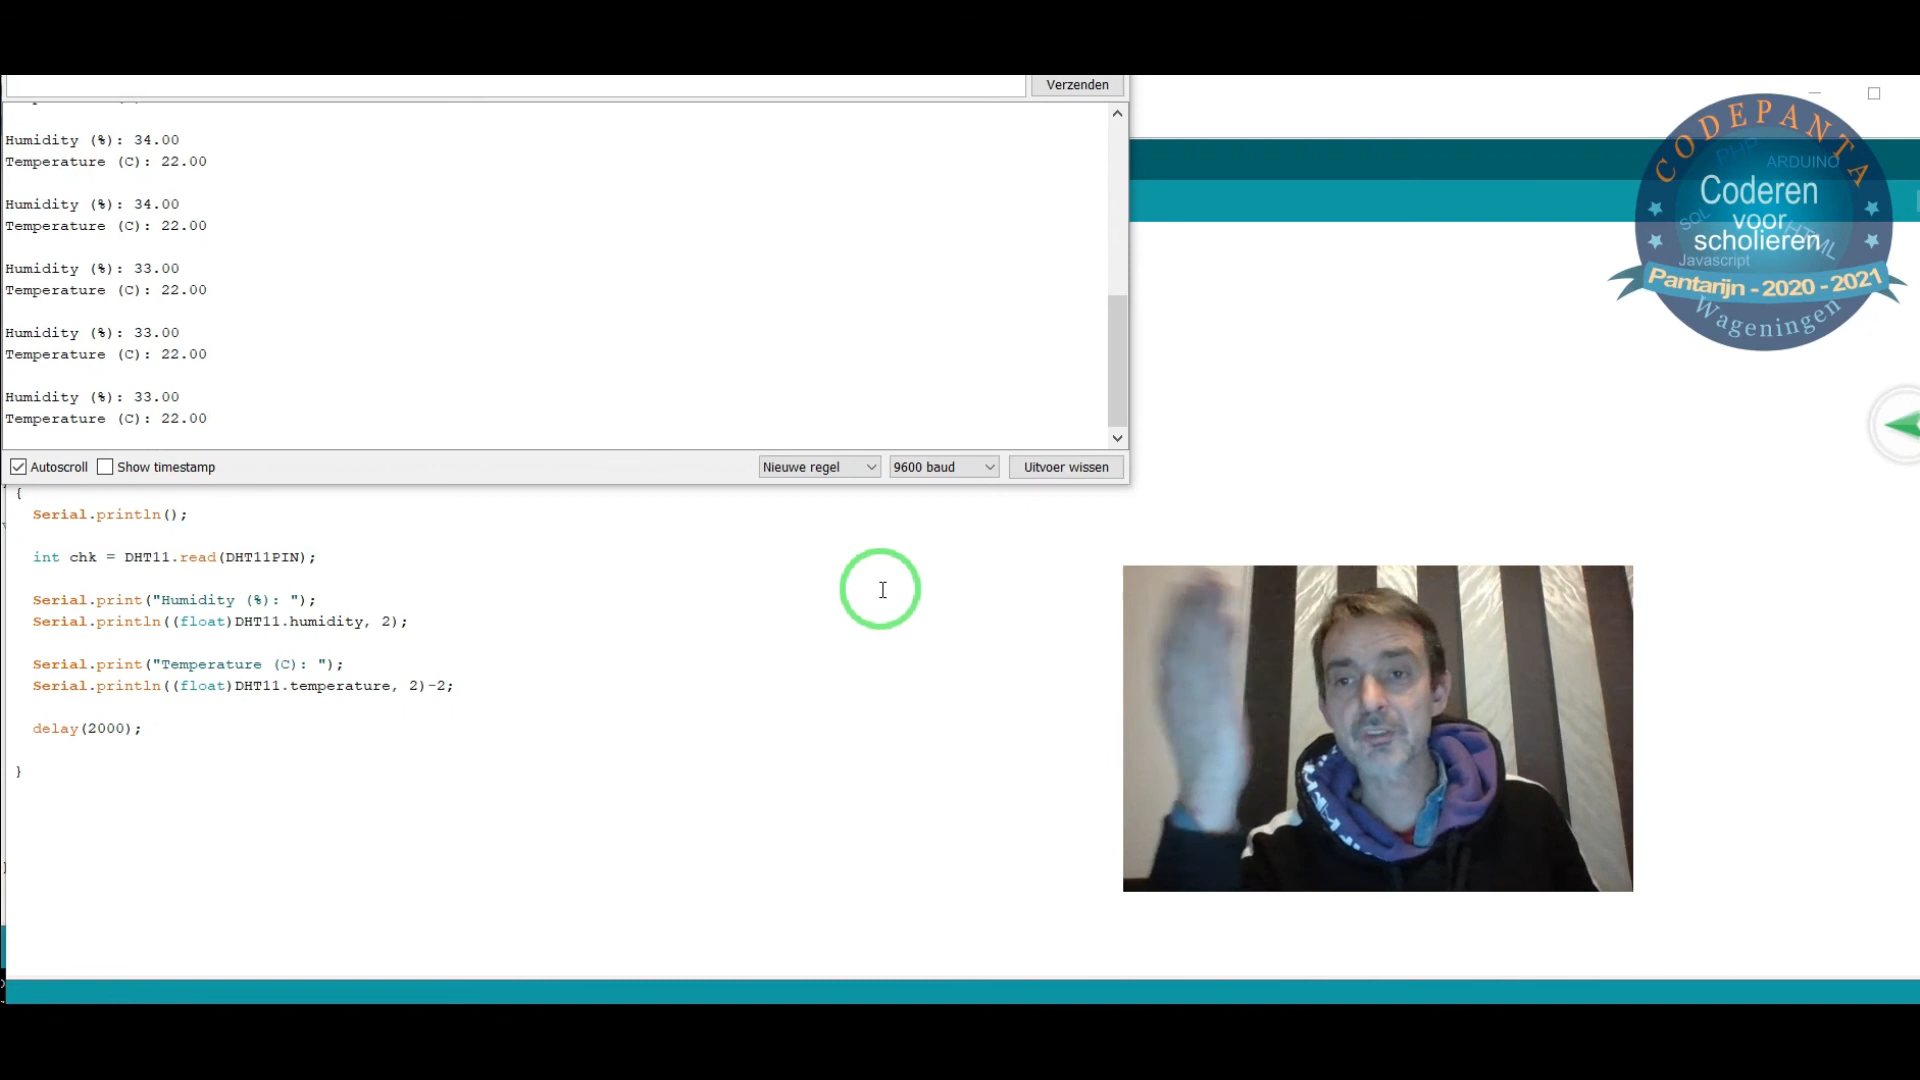 Verzenden
Humidity (%): 34.00
Temperature (C): 22.00
Humidity (%): 34.00
Temperature (C): 22.00
Humidity (%): 33.00
Temperature (C): 22.00
Humidity (%): 33.00
Temperature (C): 22.00
Humidity (%): 33.00
Temperature (C): 22.00
Autoscroll Show timestamp Nieuwe regel 9600 baud Uitvoer wissen
{
Serial.println();
int chk = DHT11.read(DHT11PIN);
Serial.print("Humidity (%): ");
Serial.println((float)DHT11.humidity, 2);
Serial.print("Temperature (C): ");
Serial.println((float)DHT11.temperature, 2)-2;
delay(2000);
}
CODEPANTA
PHP
ARDUINO
Coderen
SQL
voor
HTML
scholieren
Javascript
Pantarijn - 2020 - 2021
Wageningen